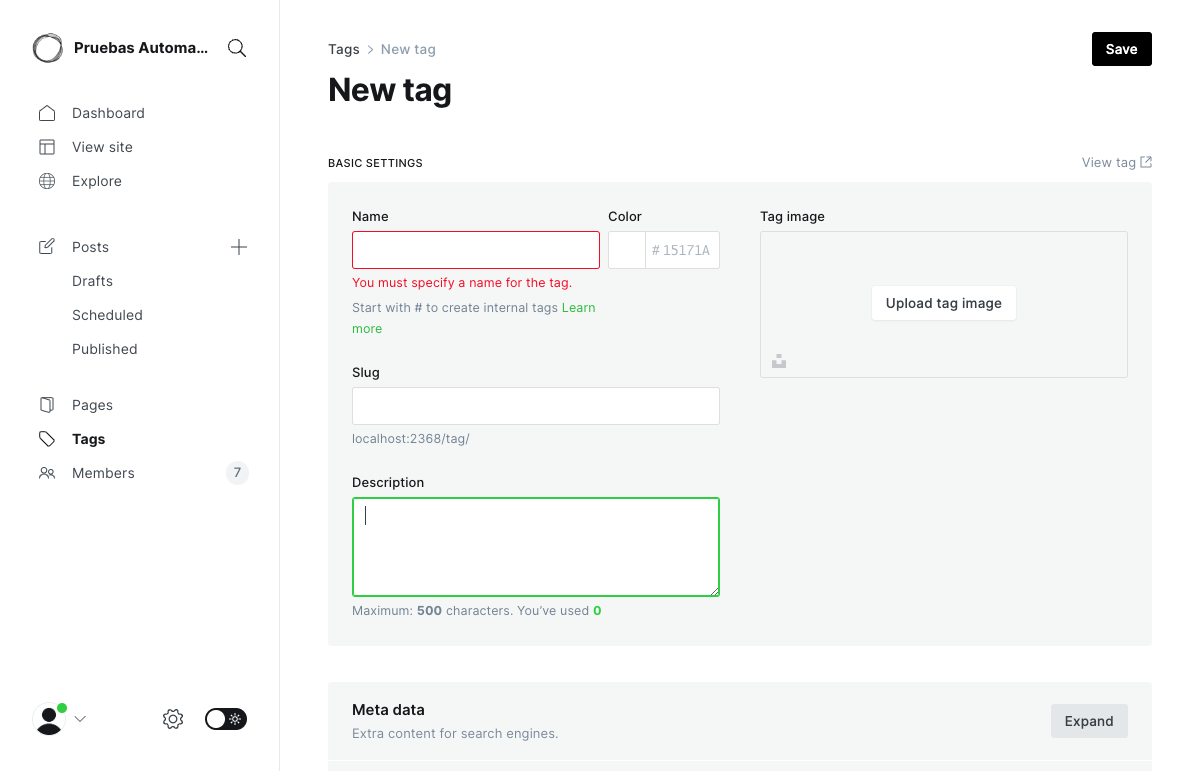 Pruebas Automa...
Dashboard
View site
Explore
Posts
Drafts
Scheduled
Published
Pages
Tags
Members 7
Tags > New tag
Save
New tag
BASIC SETTINGS
View tag
Name
You must specify a name for the tag.
Start with # to create internal tags Learn
more
Color
# 15171A
Slug
localhost:2368/tag/
Description
Maximum: 500 characters. You've used 0
Tag image
Upload tag image
Meta data
Extra content for search engines.
Expand